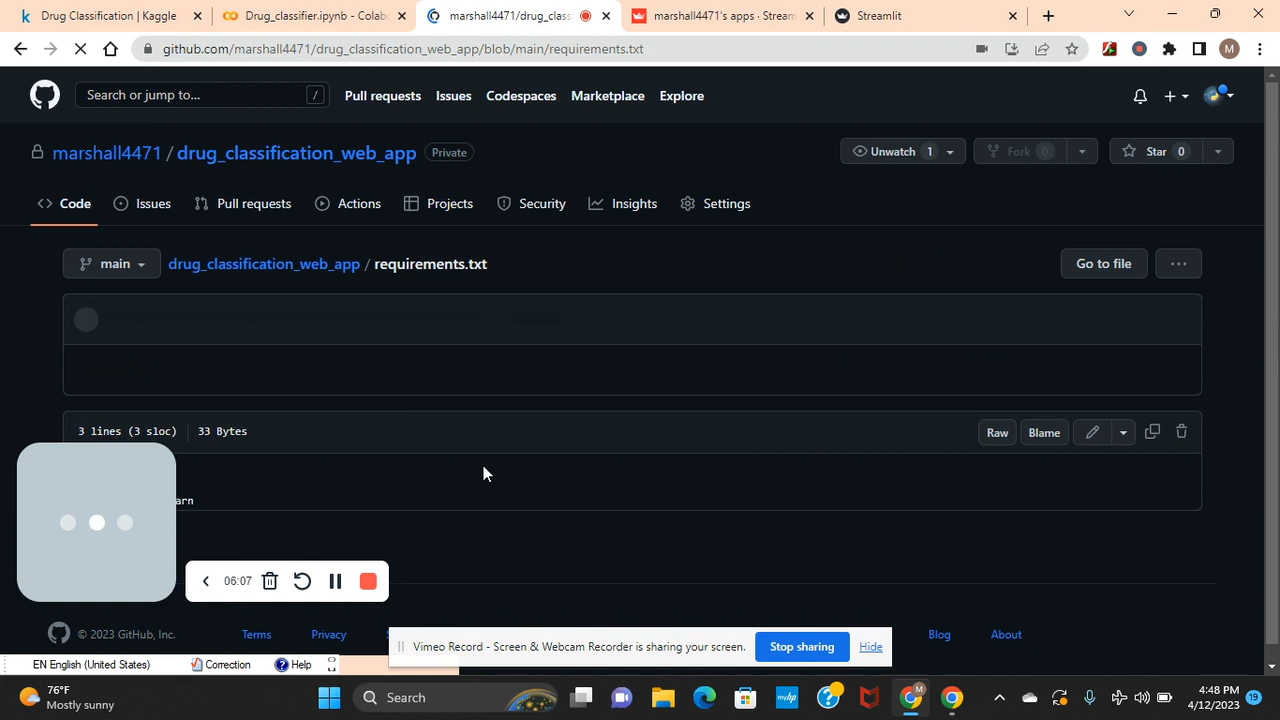 Drug Classification | Kaggle
Drug_classifier.ipynb - Colab
marshall4471/drug_class
marshall4471's apps · Stream
Streamlit
github.com/marshall4471/drug_classification_web_app/blob/main/requirements.txt
M
Search or jump to...
/
Pull requests
Issues
Codespaces
Marketplace
Explore
marshall4471 / drug_classification_web_app
Private
Unwatch 1
Fork 0
Star 0
Code
Issues
Pull requests
Actions
Projects
Security
Insights
Settings
main
drug_classification_web_app / requirements.txt
Go to file
3 lines (3 sloc)
33 Bytes
Raw
Blame
arn
06:07
© 2023 GitHub, Inc.
Terms
Privacy
Blog
About
Vimeo Record - Screen & Webcam Recorder is sharing your screen.
Stop sharing
Hide
EN English (United States)
Correction
Help
76°F
Mostly sunny
Search
4:48 PM
4/12/2023
19